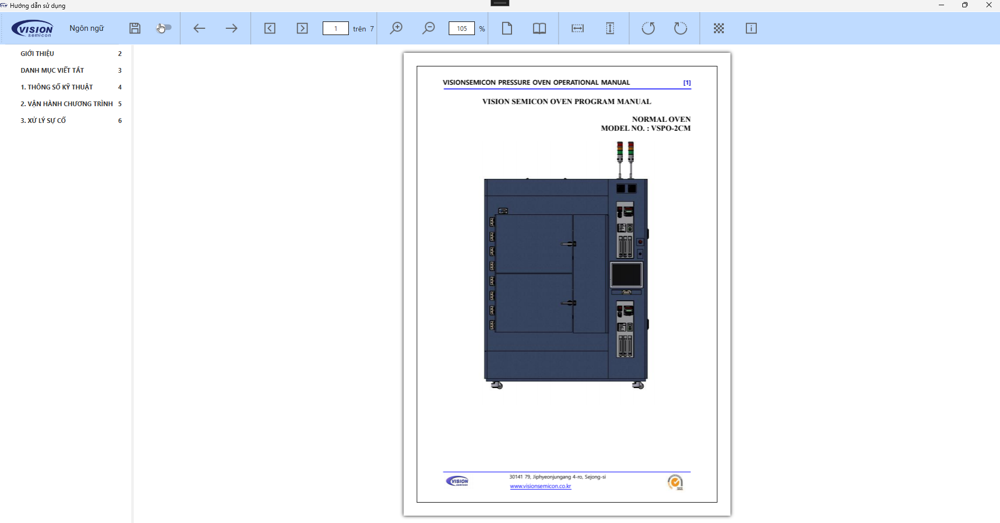 Hướng dẫn sử dụng
VISION
semicon
Ngôn ngữ
1
trên 7
105
%
GIỚI THIỆU 2
DANH MỤC VIẾT TẮT 3
1. THÔNG SỐ KỸ THUẬT 4
2. VẬN HÀNH CHƯƠNG TRÌNH 5
3. XỬ LÝ SỰ CỐ 6
VISIONSEMICON PRESSURE OVEN OPERATIONAL MANUAL [1]
VISION SEMICON OVEN PROGRAM MANUAL
NORMAL OVEN
MODEL NO. : VSPO-2CM
VISION
semicon
30141 79, Jiphyeonjungang 4-ro, Sejong-si
www.visionsemicon.co.kr
SGS